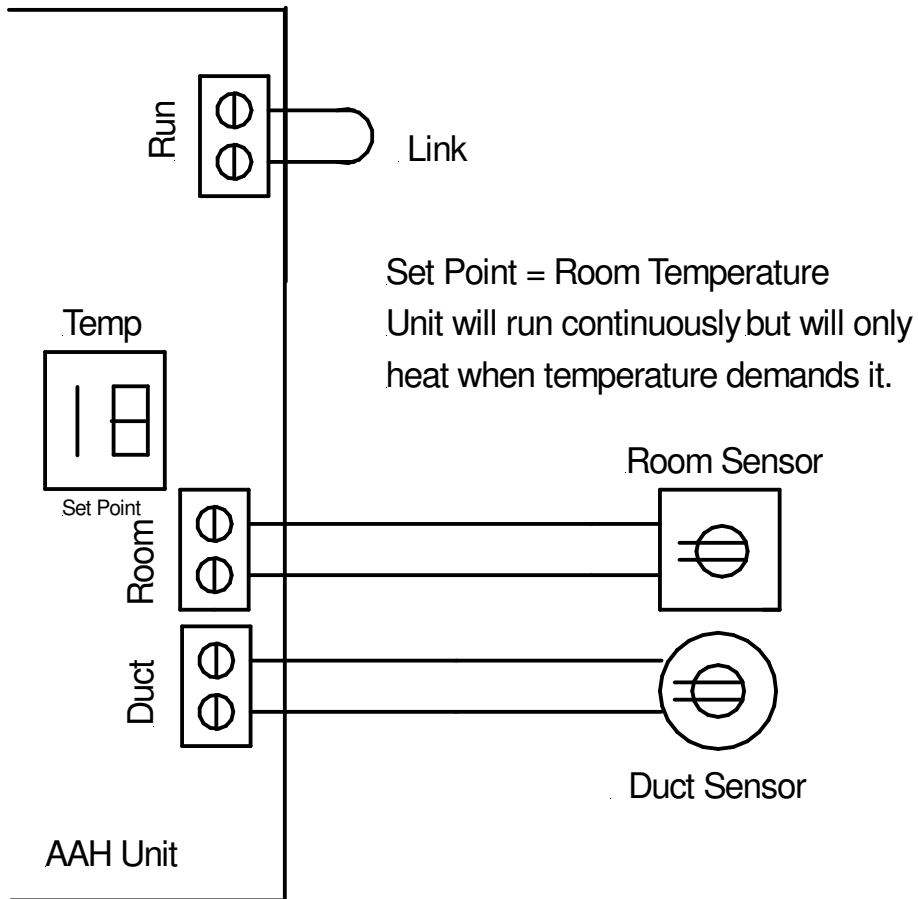 Run
Link
Set Point = Room Temperature
Unit will run continuously but will only
heat when temperature demands it.
Temp
18
Set Point
Room Sensor
Room
Duct
Duct Sensor
AAH Unit